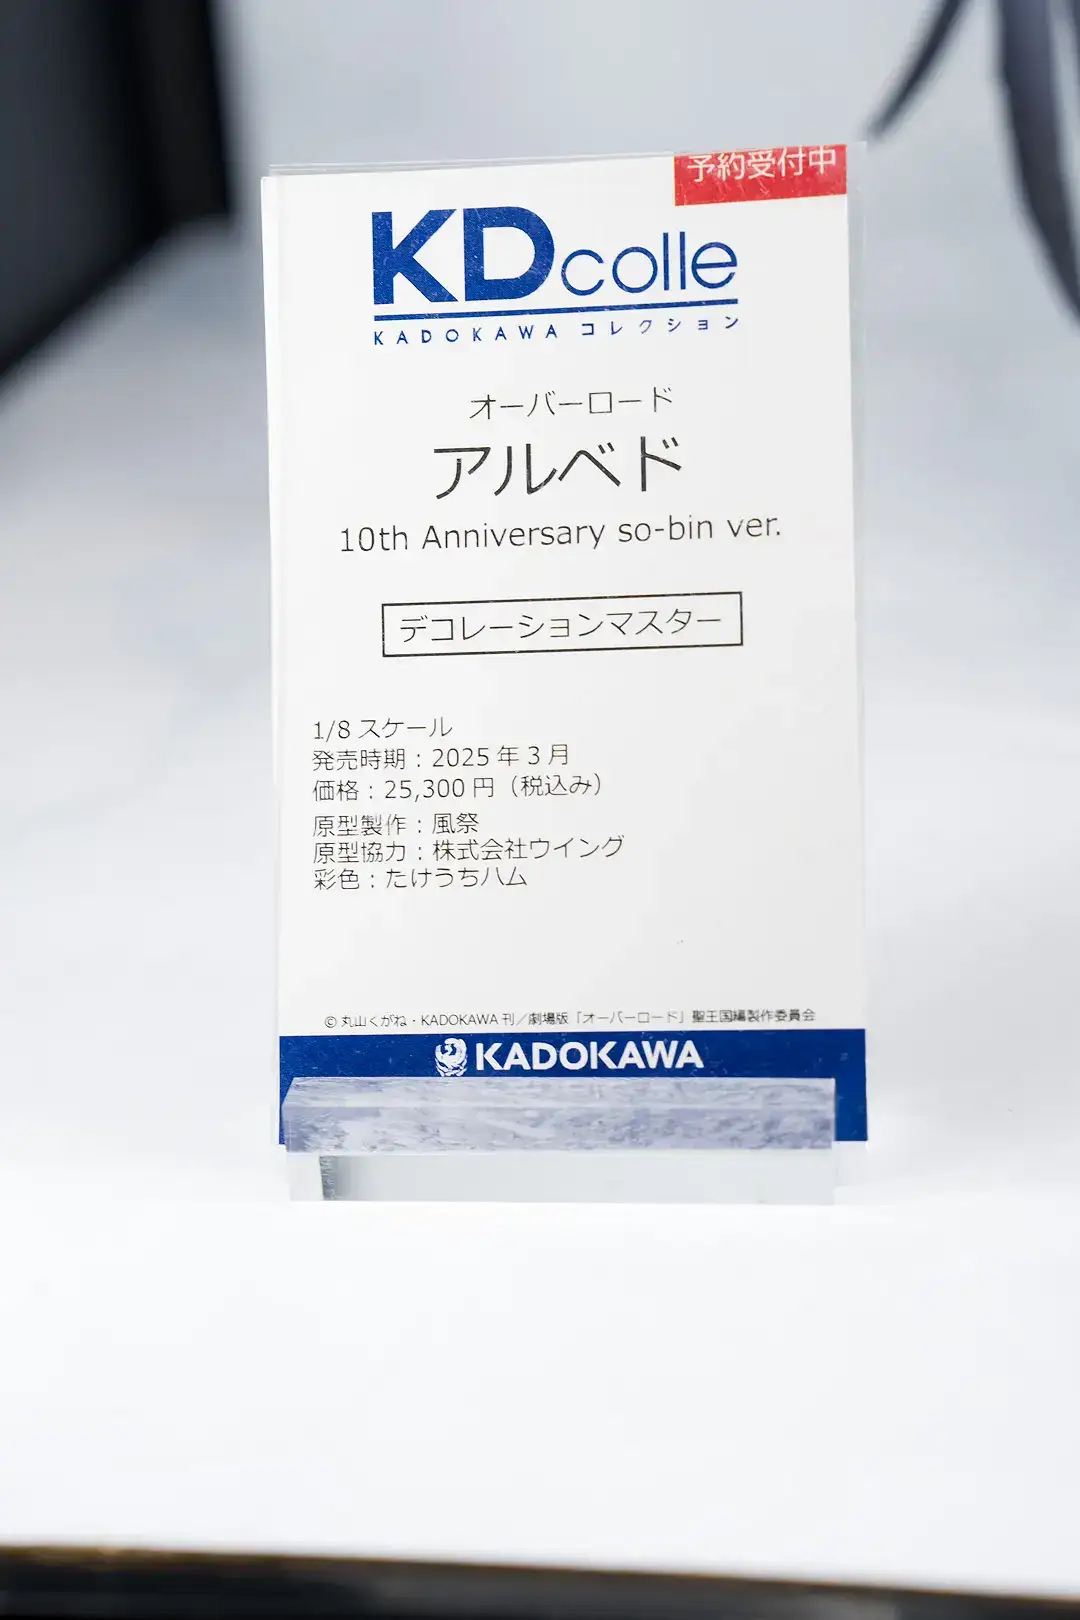 予約受付中
KDcolle
KADOKAWA コレクション
オーバーロード
アルベド
10th Anniversary so-bin ver.
デコレーションマスター
1/8 スケール
発売時期：2025 年 3 月
価格：25,300 円（税込み）
原型製作：風祭
原型協力：株式会社ウイング
彩色：たけうちハム
© 丸山くがね・KADOKAWA 刊／劇場版「オーバーロード」聖王国編製作委員会
KADOKAWA